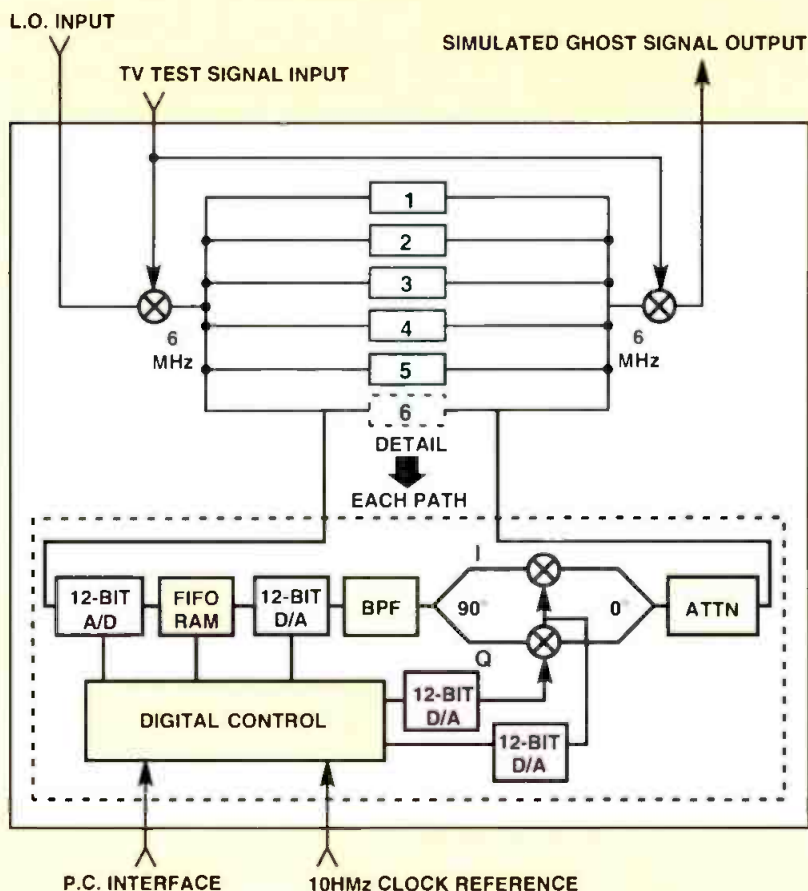 L.O. INPUT
TV TEST SIGNAL INPUT
SIMULATED GHOST SIGNAL OUTPUT
1
2
3
4
5
6
6
MHz
6
MHz
DETAIL
EACH PATH
12-BIT
A/D
FIFO
RAM
12-BIT
D/A
BPF
I
90°
0°
Q
ATTN
DIGITAL CONTROL
12-BIT
D/A
12-BIT
D/A
P.C. INTERFACE
10HMz CLOCK REFERENCE